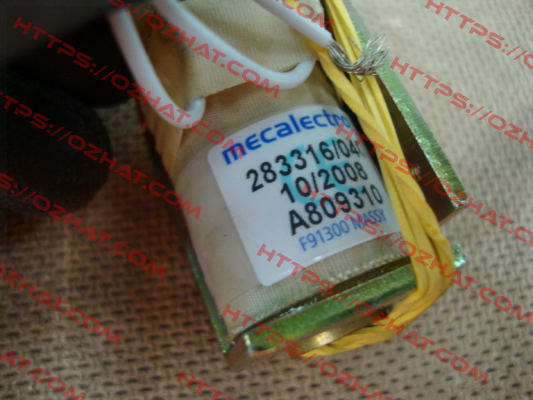 mecalectro
283316/04
10/2008
A809310
F91300 MASSY
HTTPS://OZHAT.COM